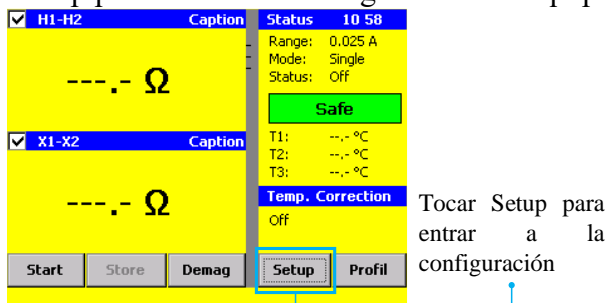 H1-H2 Caption
---.- Ω
X1-X2 Caption
---.- Ω
Status 10 58
Range: 0.025 A
Mode: Single
Status: Off
Safe
T1: --,- °C
T2: --,- °C
T3: --,- °C
Temp. Correction
Off
Start Store Demag Setup Profil
Tocar Setup para
entrar a la
configuración